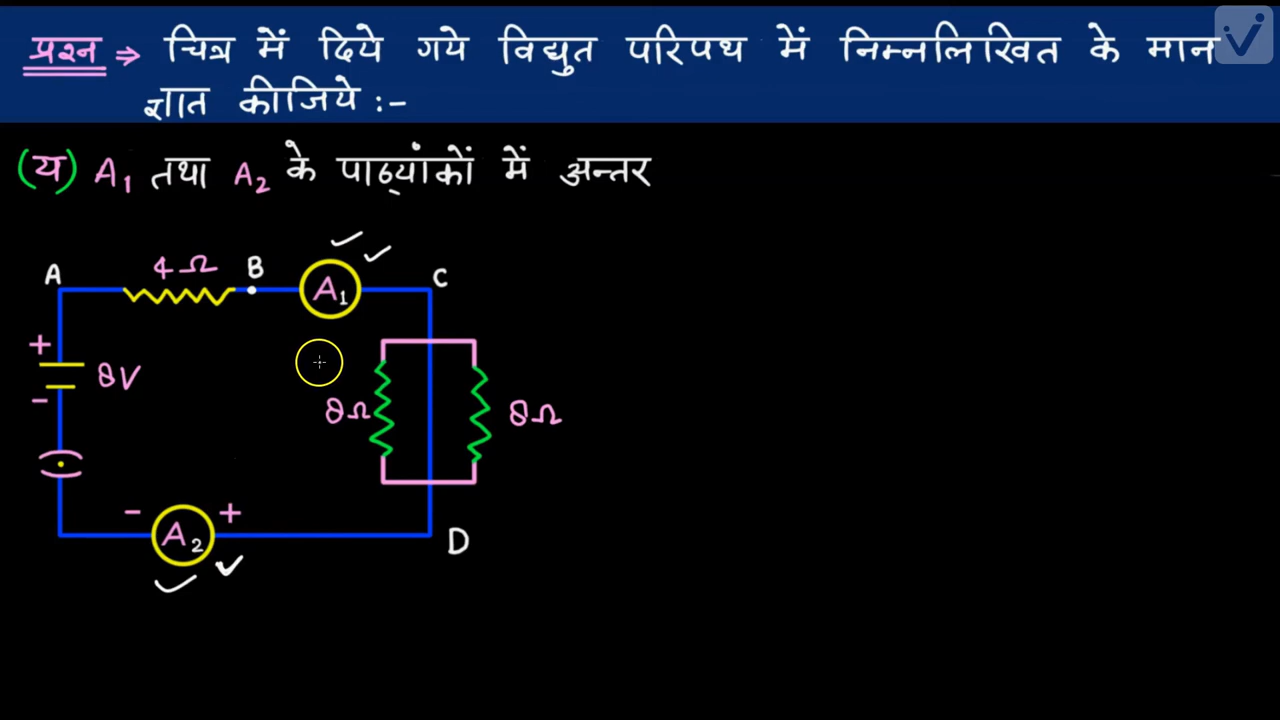 प्रश्न ⇒ चित्र में दिये गये विद्युत परिपथ में निम्नलिखित के मान
ज्ञात कीजिये :-
(य) A₁ तथा A₂ के पाठ्यांकों में अन्तर
A 4Ω B A₁ C
+
8V
-
8Ω 8Ω
- A₂ + D